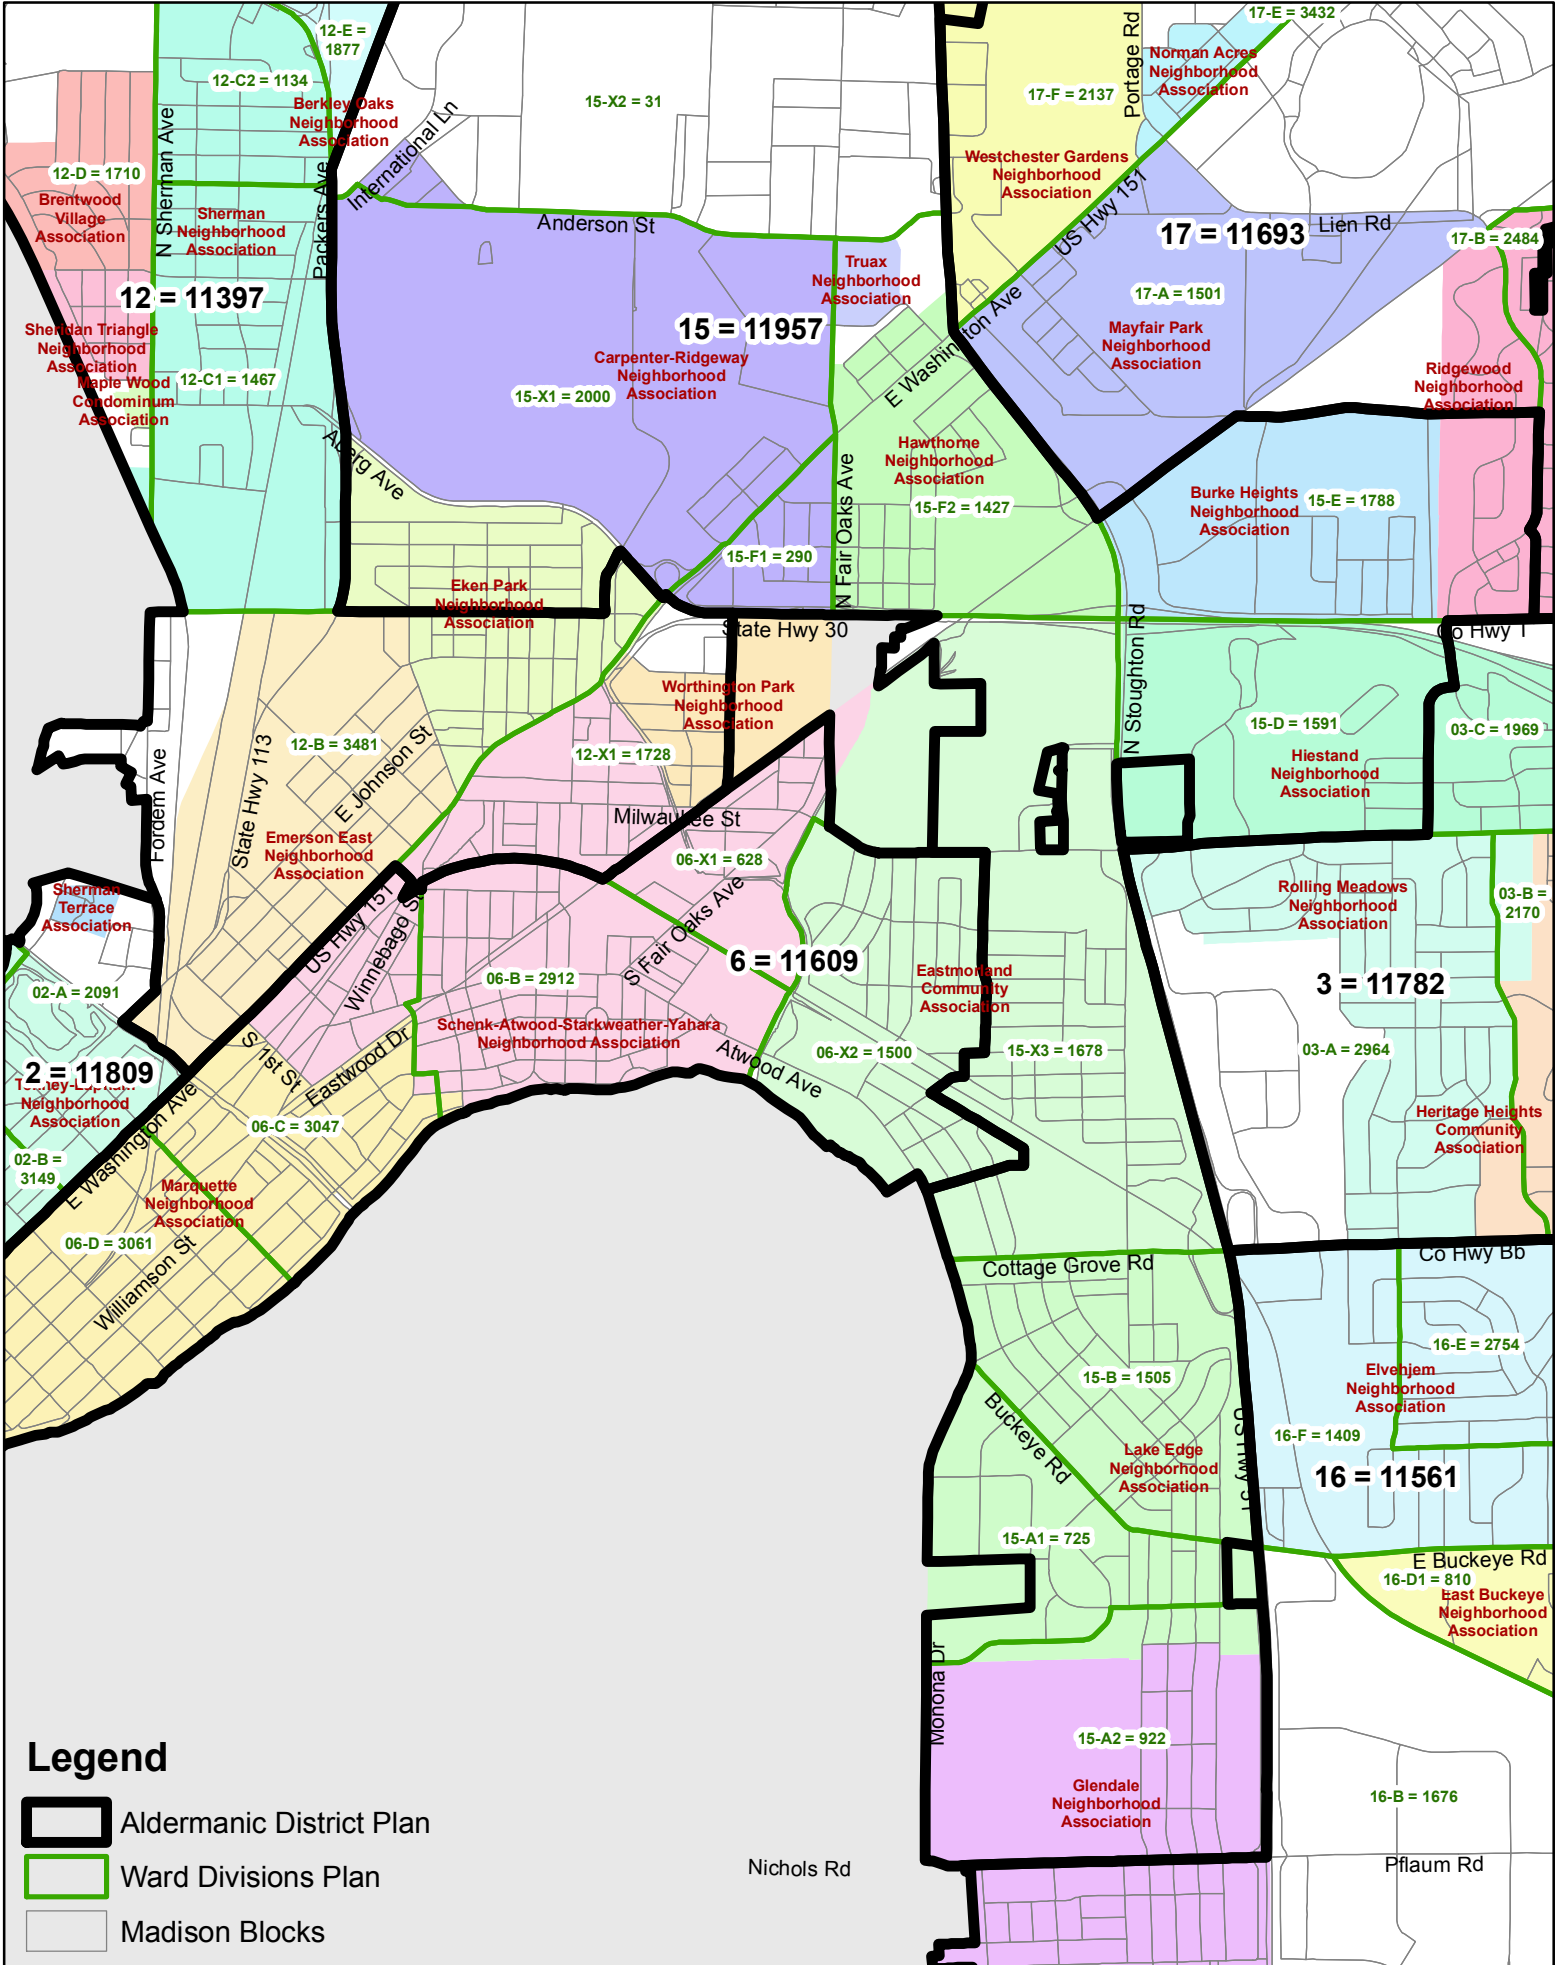 17-E = 3432
12-E =
1877
Portage Rd
Norman Acres
Neighborhood
Association
12-C2 = 1134
15-X2 = 31
17-F = 2137
Berkley Oaks
Neighborhood
Association
International Ln
N Sherman Ave
Packers Ave
12-D = 1710
Brentwood
Village
Association
Sherman
Neighborhood
Association
Westchester Gardens
Neighborhood
Association
US Hwy 151
Anderson St
17 = 11693
Lien Rd
17-B = 2484
Truax
Neighborhood
Association
12 = 11397
17-A = 1501
Mayfair Park
Neighborhood
Association
Sheridan Triangle
Neighborhood
Association
15 = 11957
Carpenter-Ridgeway
Neighborhood
Association
E Washington Ave
Maple Wood
Condominum
Association
12-C1 = 1467
15-X1 = 2000
Ridgewood
Neighborhood
Association
Aberg Ave
Hawthorne
Neighborhood
Association
N Fair Oaks Ave
15-F2 = 1427
Burke Heights
Neighborhood
Association
15-E = 1788
15-F1 = 290
Eken Park
Neighborhood
Association
State Hwy 30
N Stoughton Rd
Co Hwy T
Worthington Park
Neighborhood
Association
12-B = 3481
12-X1 = 1728
15-D = 1591
03-C = 1969
Hiestand
Neighborhood
Association
Fordem Ave
State Hwy 113
E Johnson St
Emerson East
Neighborhood
Association
Milwaukee St
06-X1 = 628
Sherman
Terrace
Association
Rolling Meadows
Neighborhood
Association
03-B =
2170
US Hwy 151
Winnebago St
S Fair Oaks Ave
6 = 11609
02-A = 2091
06-B = 2912
Eastmorland
Community
Association
3 = 11782
Schenk-Atwood-Starkweather-Yahara
Neighborhood Association
S 1st St
Eastwood Dr
Atwood Ave
06-X2 = 1500
15-X3 = 1678
03-A = 2964
2 = 11809
Tenney-Lapham
Neighborhood
Association
E Washington Ave
06-C = 3047
Heritage Heights
Community
Association
02-B =
3149
Marquette
Neighborhood
Association
06-D = 3061
Williamson St
Cottage Grove Rd
Co Hwy Bb
16-E = 2754
15-B = 1505
Elvehjem
Neighborhood
Association
Buckeye Rd
16-F = 1409
US Hwy 51
Lake Edge
Neighborhood
Association
16 = 11561
15-A1 = 725
E Buckeye Rd
16-D1 = 810
East Buckeye
Neighborhood
Association
Monona Dr
15-A2 = 922
Glendale
Neighborhood
Association
16-B = 1676
Nichols Rd
Pflaum Rd
Legend
Aldermanic District Plan
Ward Divisions Plan
Madison Blocks